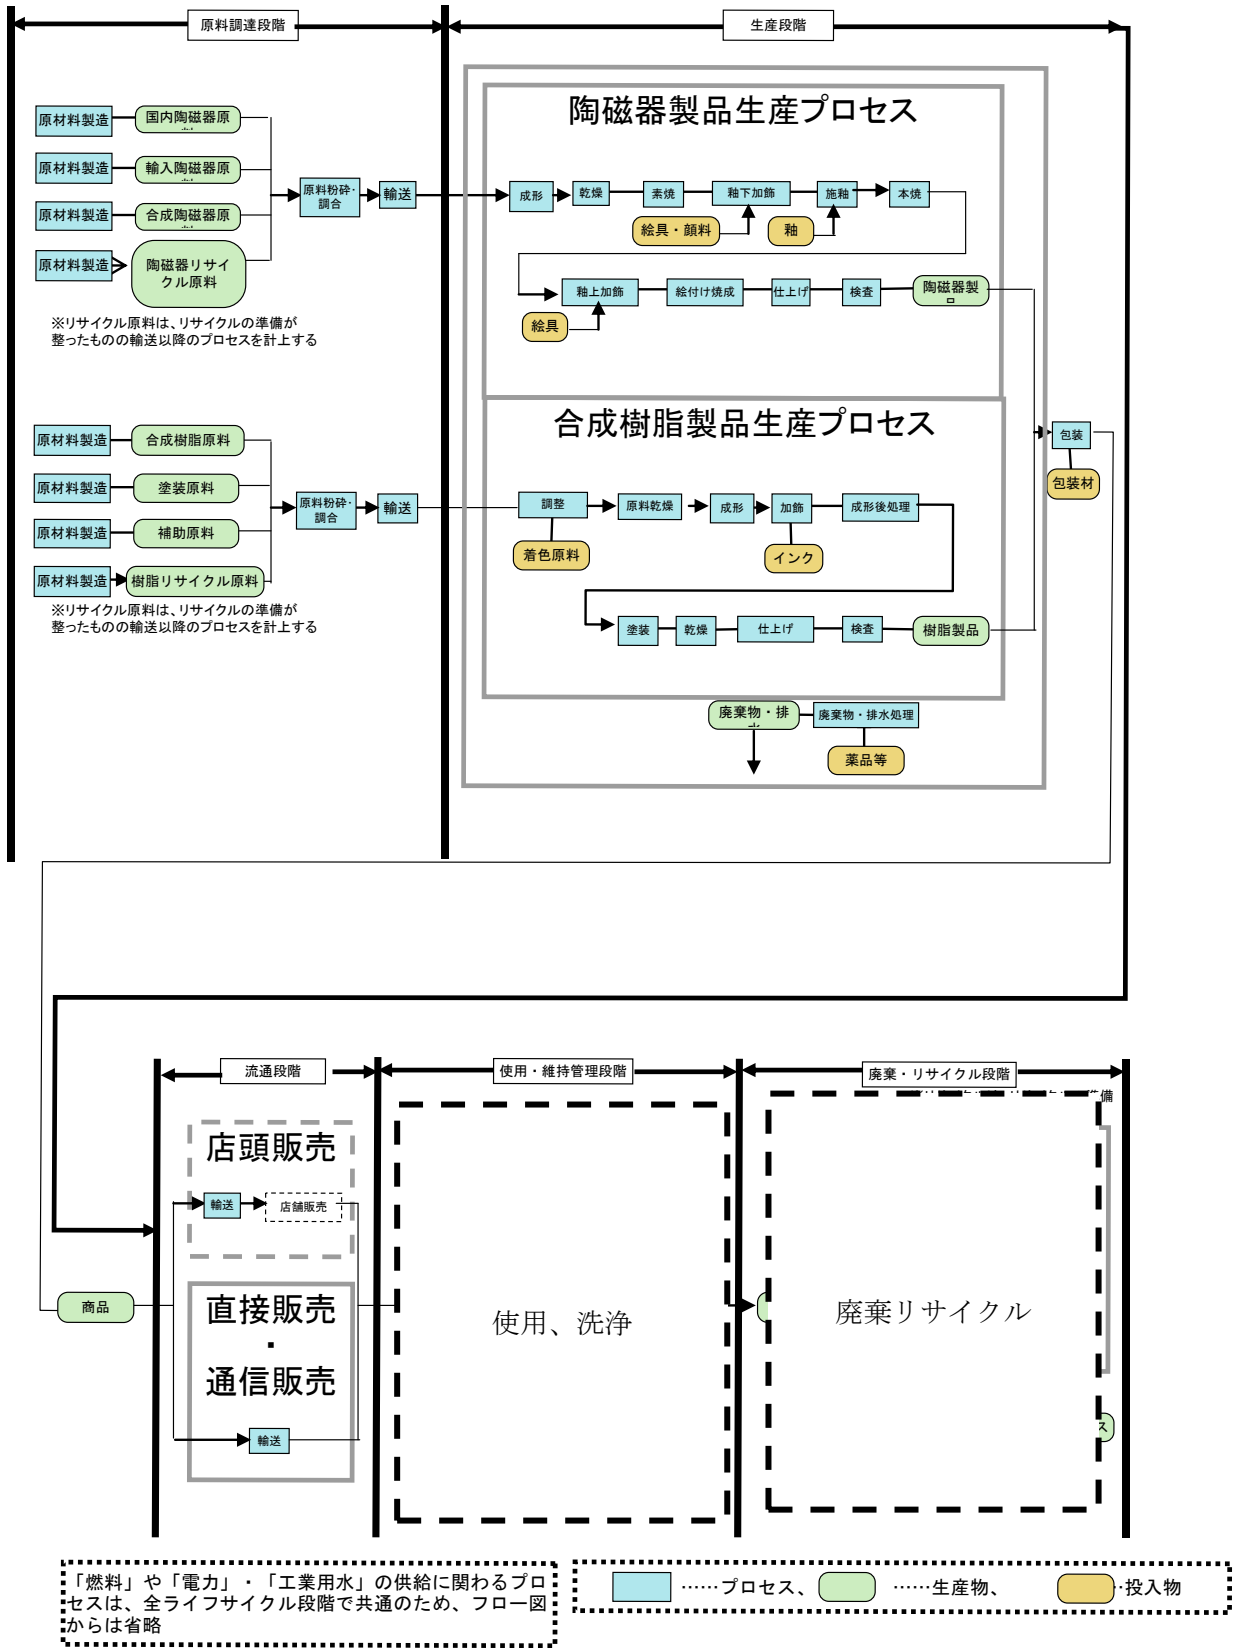 原料調達段階
生産段階
陶磁器製品生産プロセス
原材料製造
国内陶磁器原
原材料製造
輸入陶磁器原
原材料製造
合成陶磁器原
原材料製造
陶磁器リサイ
クル原料
原料粉砕・
調合
輸送
成形
乾燥
素焼
釉下加飾
施釉
本焼
絵具・顔料
釉
釉上加飾
絵付け焼成
仕上げ
検査
陶磁器製
絵具
※リサイクル原料は、リサイクルの準備が
整ったものの輸送以降のプロセスを計上する
合成樹脂製品生産プロセス
原材料製造
合成樹脂原料
原材料製造
塗装原料
原材料製造
補助原料
原材料製造
樹脂リサイクル原料
原料粉砕・
調合
輸送
調整
原料乾燥
成形
加飾
成形後処理
着色原料
インク
包装
包装材
※リサイクル原料は、リサイクルの準備が
整ったものの輸送以降のプロセスを計上する
塗装
乾燥
仕上げ
検査
樹脂製品
廃棄物・排
廃棄物・排水処理
薬品等
流通段階
使用・維持管理段階
廃棄・リサイクル段階
準備
店頭販売
輸送
店舗販売
商品
直接販売
・
通信販売
輸送
使用、洗浄
廃棄リサイクル
ス
「燃料」や「電力」・「工業用水」の供給に関わるプロ
セスは、全ライフサイクル段階で共通のため、フロー図
からは省略
……プロセス、
……生産物、
‥投入物